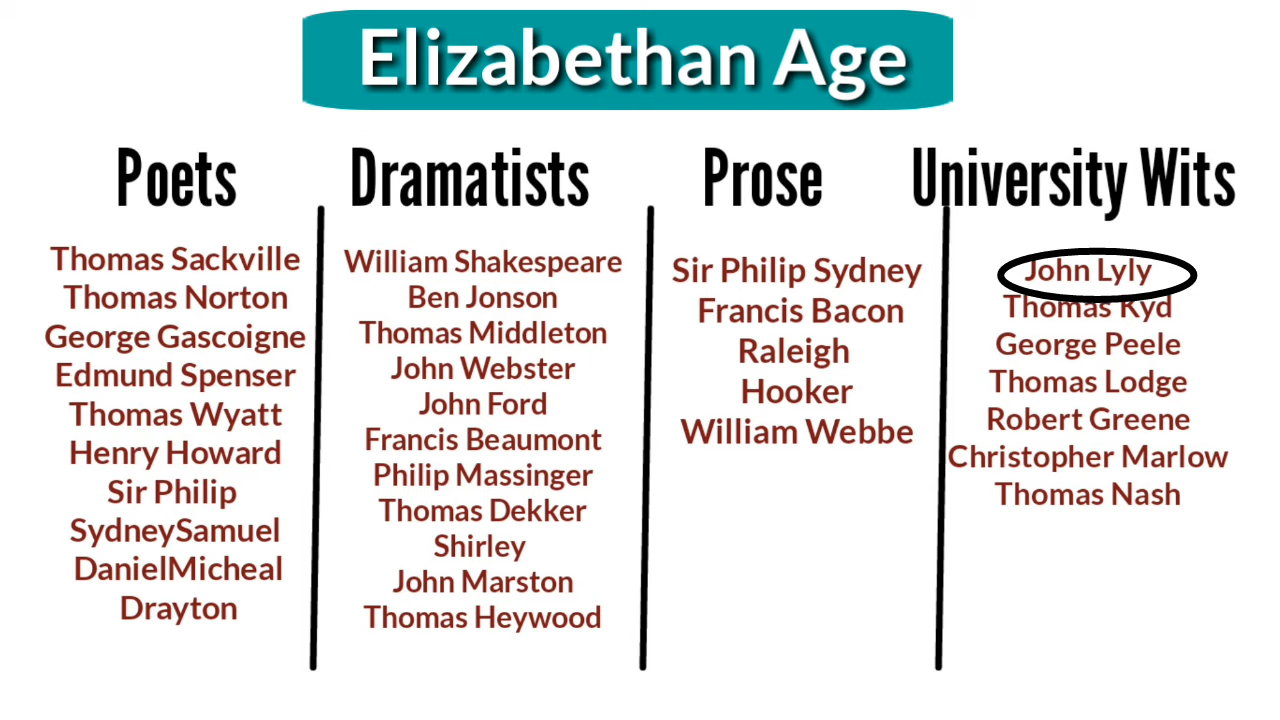 Elizabethan Age
Poets
Thomas Sackville
Thomas Norton
George Gascoigne
Edmund Spenser
Thomas Wyatt
Henry Howard
Sir Philip
SydneySamuel
DanielMicheal
Drayton
Dramatists
William Shakespeare
Ben Jonson
Thomas Middleton
John Webster
John Ford
Francis Beaumont
Philip Massinger
Thomas Dekker
Shirley
John Marston
Thomas Heywood
Prose
Sir Philip Sydney
Francis Bacon
Raleigh
Hooker
William Webbe
University Wits
John Lyly
Thomas Kyd
George Peele
Thomas Lodge
Robert Greene
Christopher Marlow
Thomas Nash